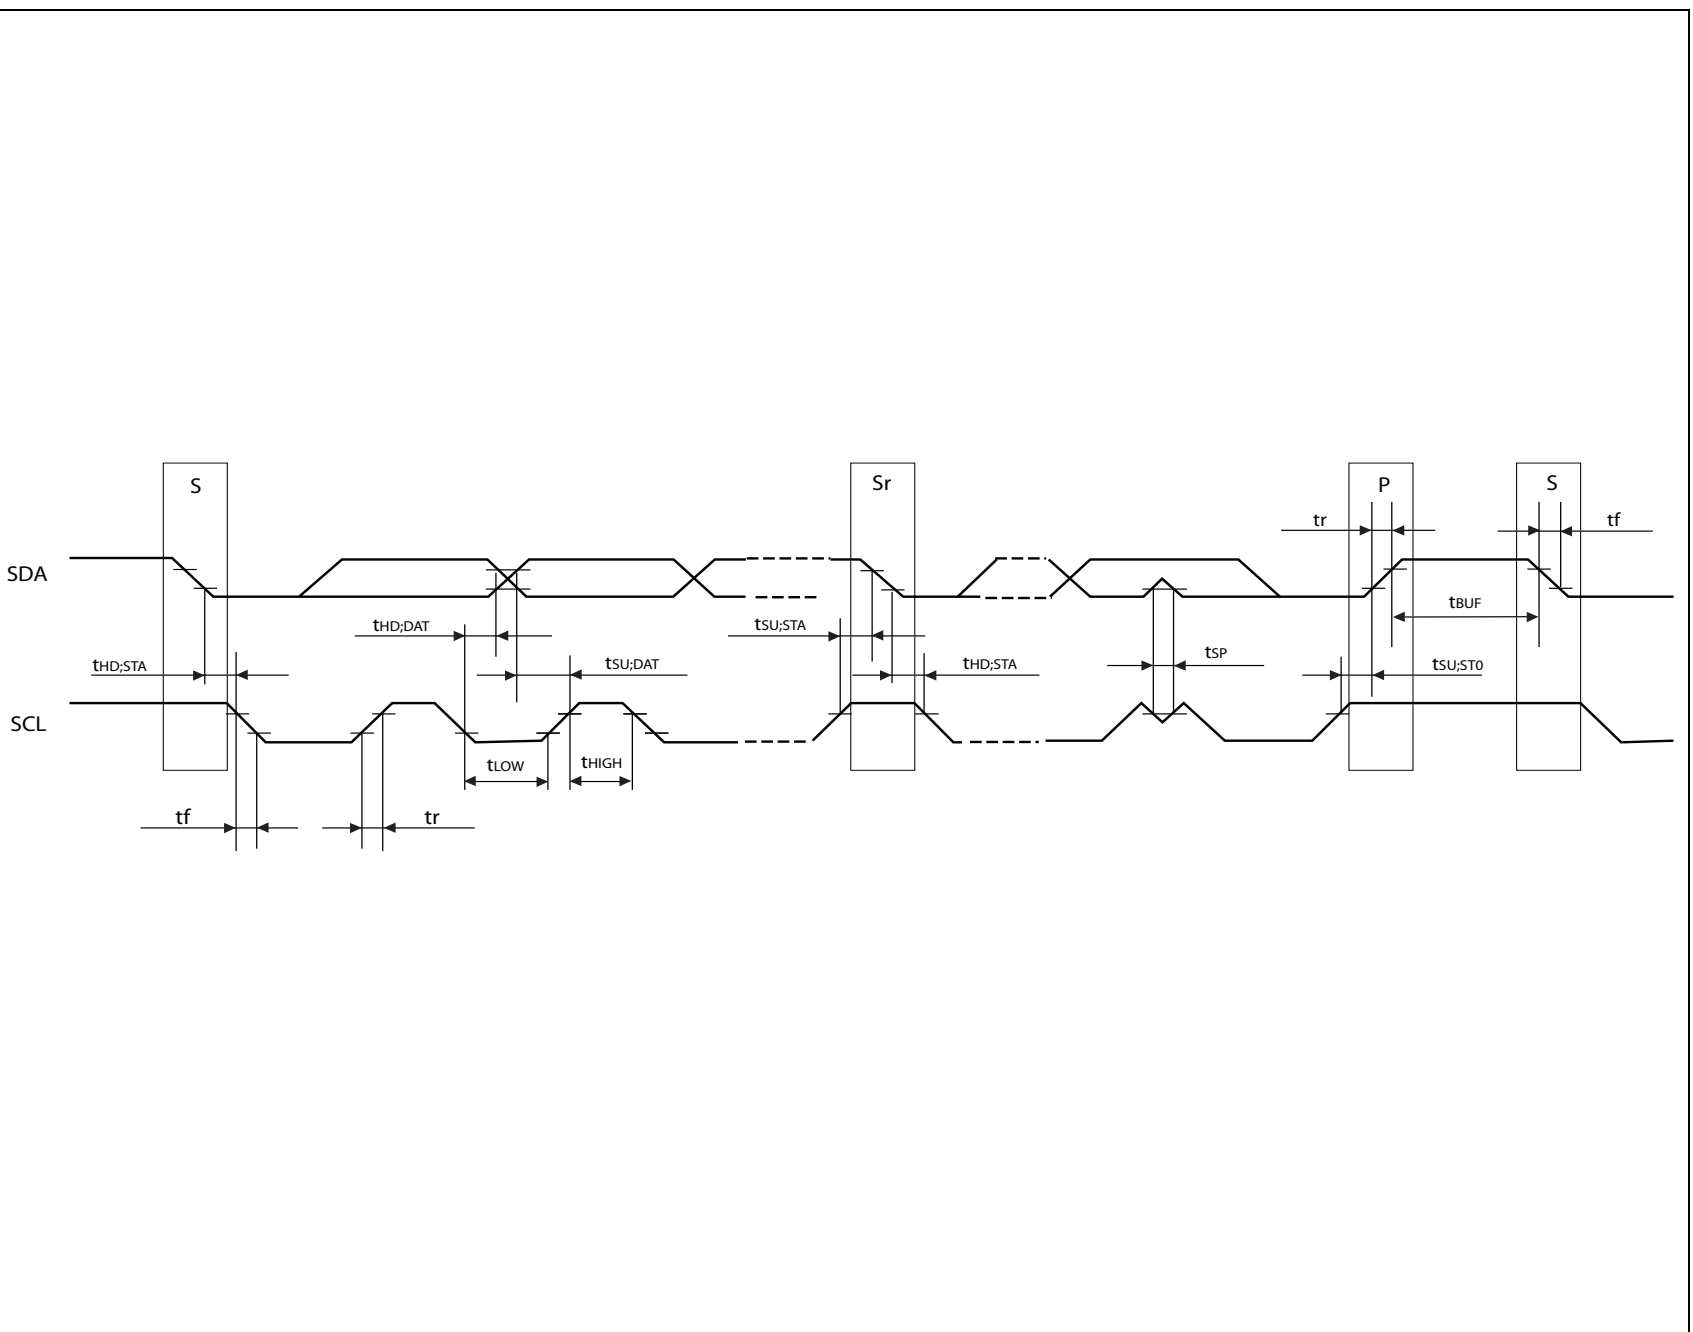 S
Sr
P
S
tr
tf
SDA
tBUF
tHD;DAT
tSU;STA
tHD;STA
tSU;DAT
tHD;STA
tSP
tSU;ST0
SCL
tLOW
tHIGH
tf
tr